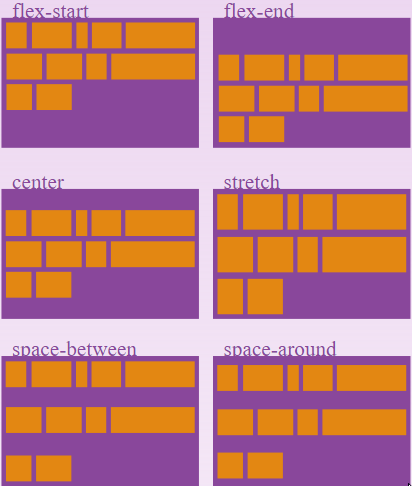 flex-start
flex-end
center
stretch
space-between
space-around